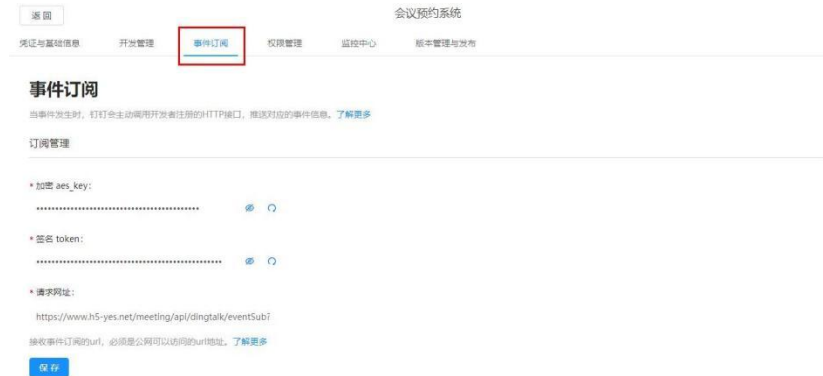 返回
会议预约系统
凭证与基础信息 开发管理 事件订阅 权限管理 监控中心 版本管理与发布
事件订阅
当事件发生时，钉钉会主动调用开发者注册的HTTP接口，推送对应的事件信息。了解更多
订阅管理
* 加密 aes_key：
* 签名 token：
* 请求网址：
https://www.h5-yes.net/meeting/api/dingtalk/eventSub?
接收事件订阅的url，必须是公网可以访问的url地址。了解更多
保存